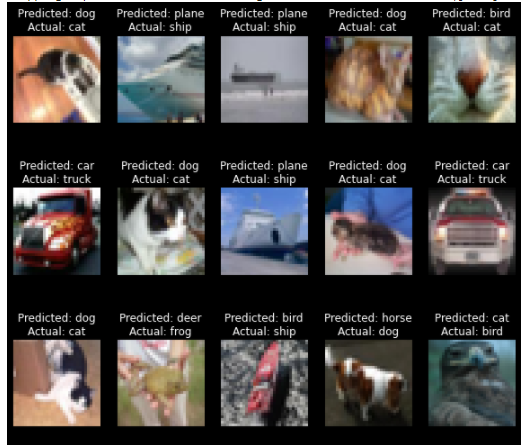 Predicted: dog
Actual: cat
Predicted: plane
Actual: ship
Predicted: plane
Actual: ship
Predicted: dog
Actual: cat
Predicted: bird
Actual: cat
Predicted: car
Actual: truck
Predicted: dog
Actual: cat
Predicted: plane
Actual: ship
Predicted: dog
Actual: cat
Predicted: car
Actual: truck
Predicted: dog
Actual: cat
Predicted: deer
Actual: frog
Predicted: bird
Actual: ship
Predicted: horse
Actual: dog
Predicted: cat
Actual: bird